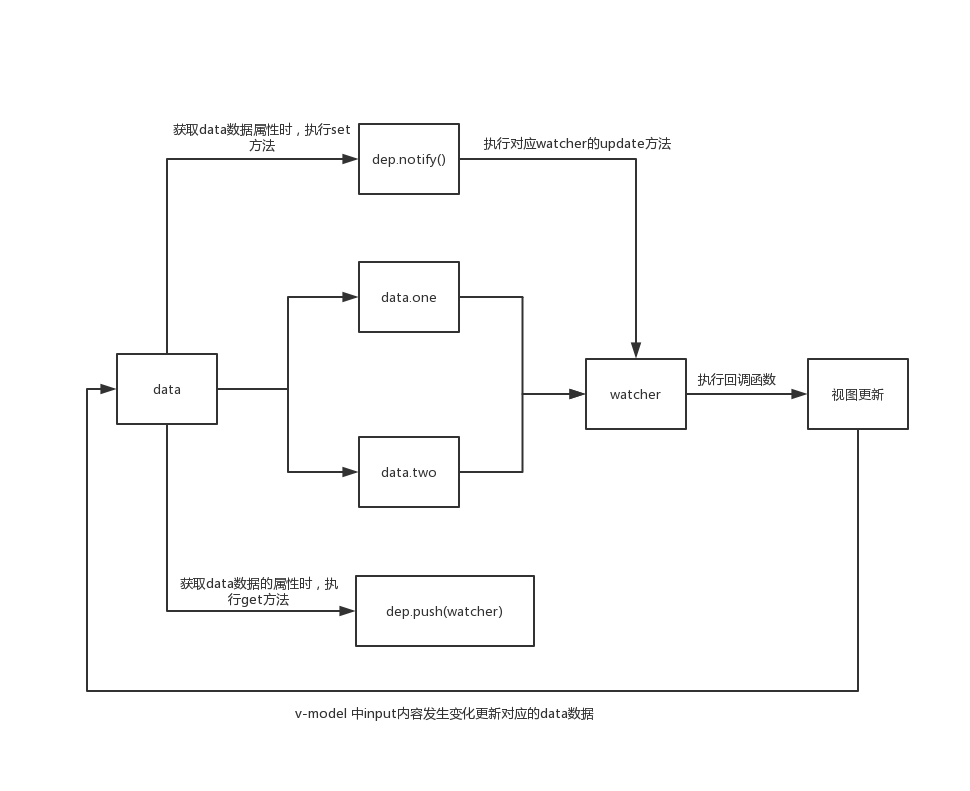 获取data数据属性时，执行set
方法
dep.notify()
执行对应watcher的update方法
data.one
data
watcher
执行回调函数
视图更新
data.two
获取data数据的属性时，执
行get方法
dep.push(watcher)
v-model 中input内容发生变化更新对应的data数据